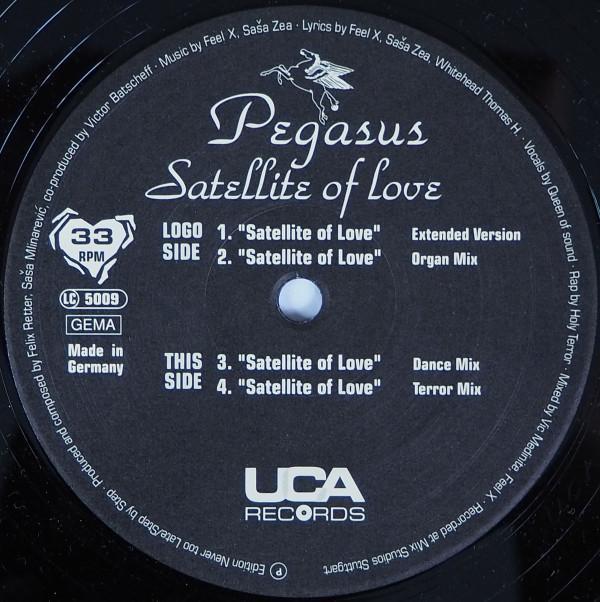 Produced and composed by Felix Retter, Saša Mlinarević, co-produced by Victor Batscheff · Music by Feel X, Saša Zea · Lyrics by Feel X, Saša Zea, Whitehead Thomas H. · Vocals by Queen of sound · Rap by Holy Terror · Mixed by Vic Medinite, Feel X · Recorded at Mix Studios Stuttgart
Pegasus
Satellite of love
33
RPM
LC 5009
GEMA
Made in
Germany
LOGO
SIDE
1. "Satellite of Love" Extended Version
2. "Satellite of Love" Organ Mix
THIS
SIDE
3. "Satellite of Love" Dance Mix
4. "Satellite of Love" Terror Mix
UCA
RECORDS
Ⓟ Edition Never too Late/Step by Step